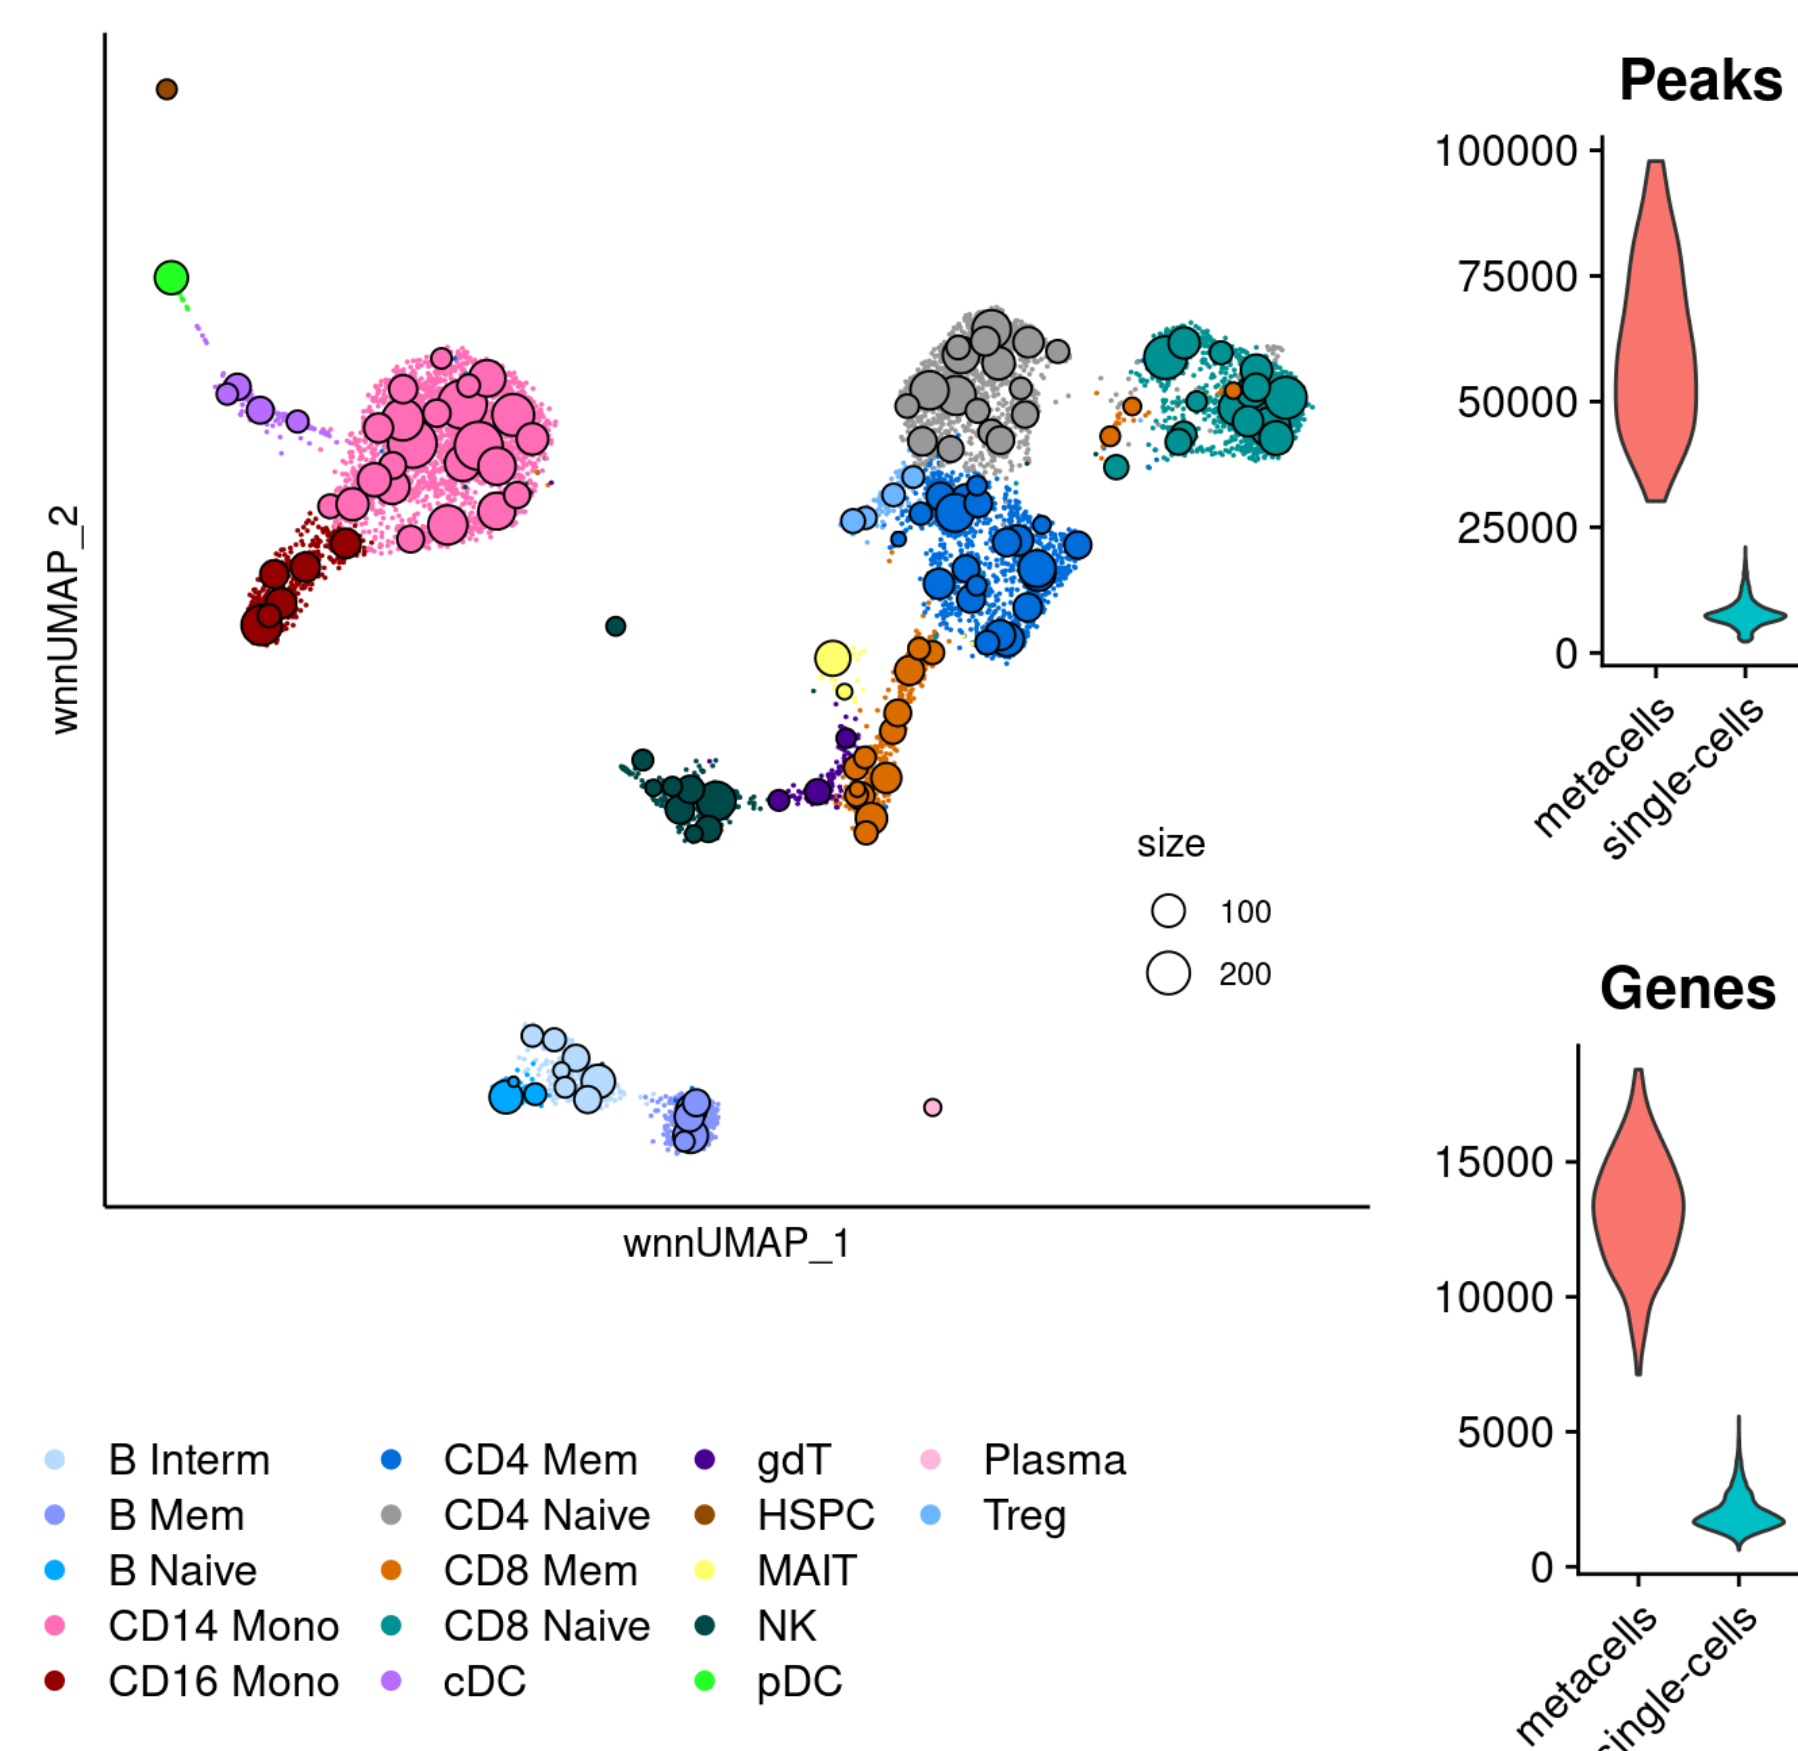 wnnUMAP_2
wnnUMAP_1
size
100
200
Peaks
100000
75000
50000
25000
0
metacells
single-cells
Genes
15000
10000
5000
0
metacells
single-cells
B Interm
B Mem
B Naive
CD14 Mono
CD16 Mono
CD4 Mem
CD4 Naive
CD8 Mem
CD8 Naive
cDC
gdT
HSPC
MAIT
NK
pDC
Plasma
Treg